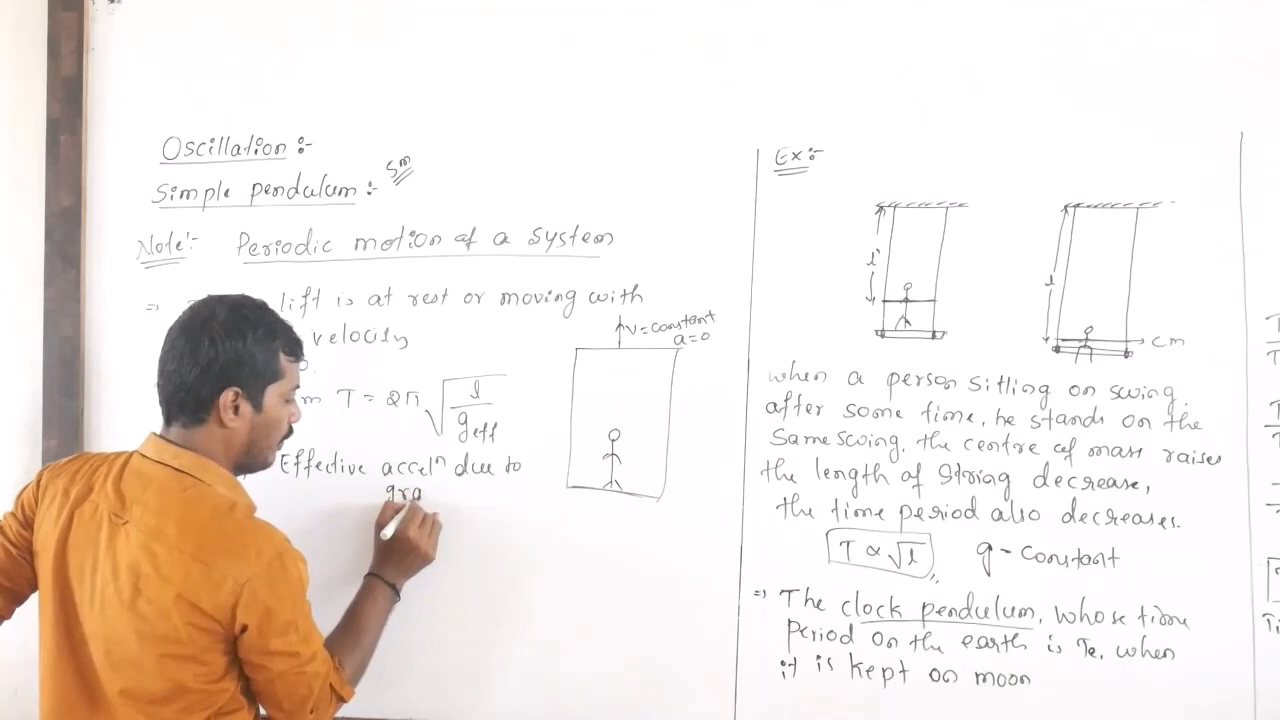 Oscillation :-
Simple pendulum :- 5m
Note:- Periodic motion of a system
⇒ lift is at rest or moving with
velocity
T = 2π √(l/g eff)
Effective accelⁿ due to
gra
v = constant
a=0
Ex:-
l'
l
cm
when a person sitling on swing.
after some time, he stands on the
same swing. the centre of mass raises
the length of string decrease,
the time period also decreases.
T ∝ √l g - constant
⇒ The clock pendulum, whose time
period on the earth is Te, when
it is kept on moon